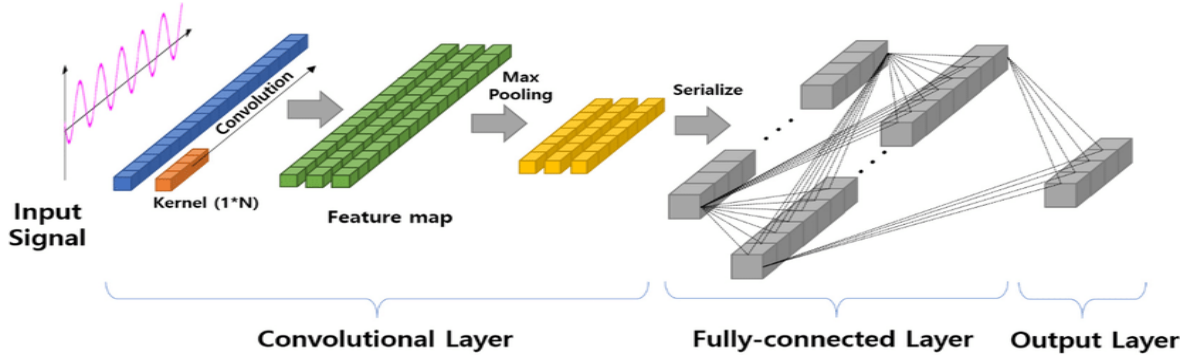 Input
Signal
Convolution
Kernel (1*N)
Feature map
Max
Pooling
Serialize
Convolutional Layer
Fully-connected Layer
Output Layer